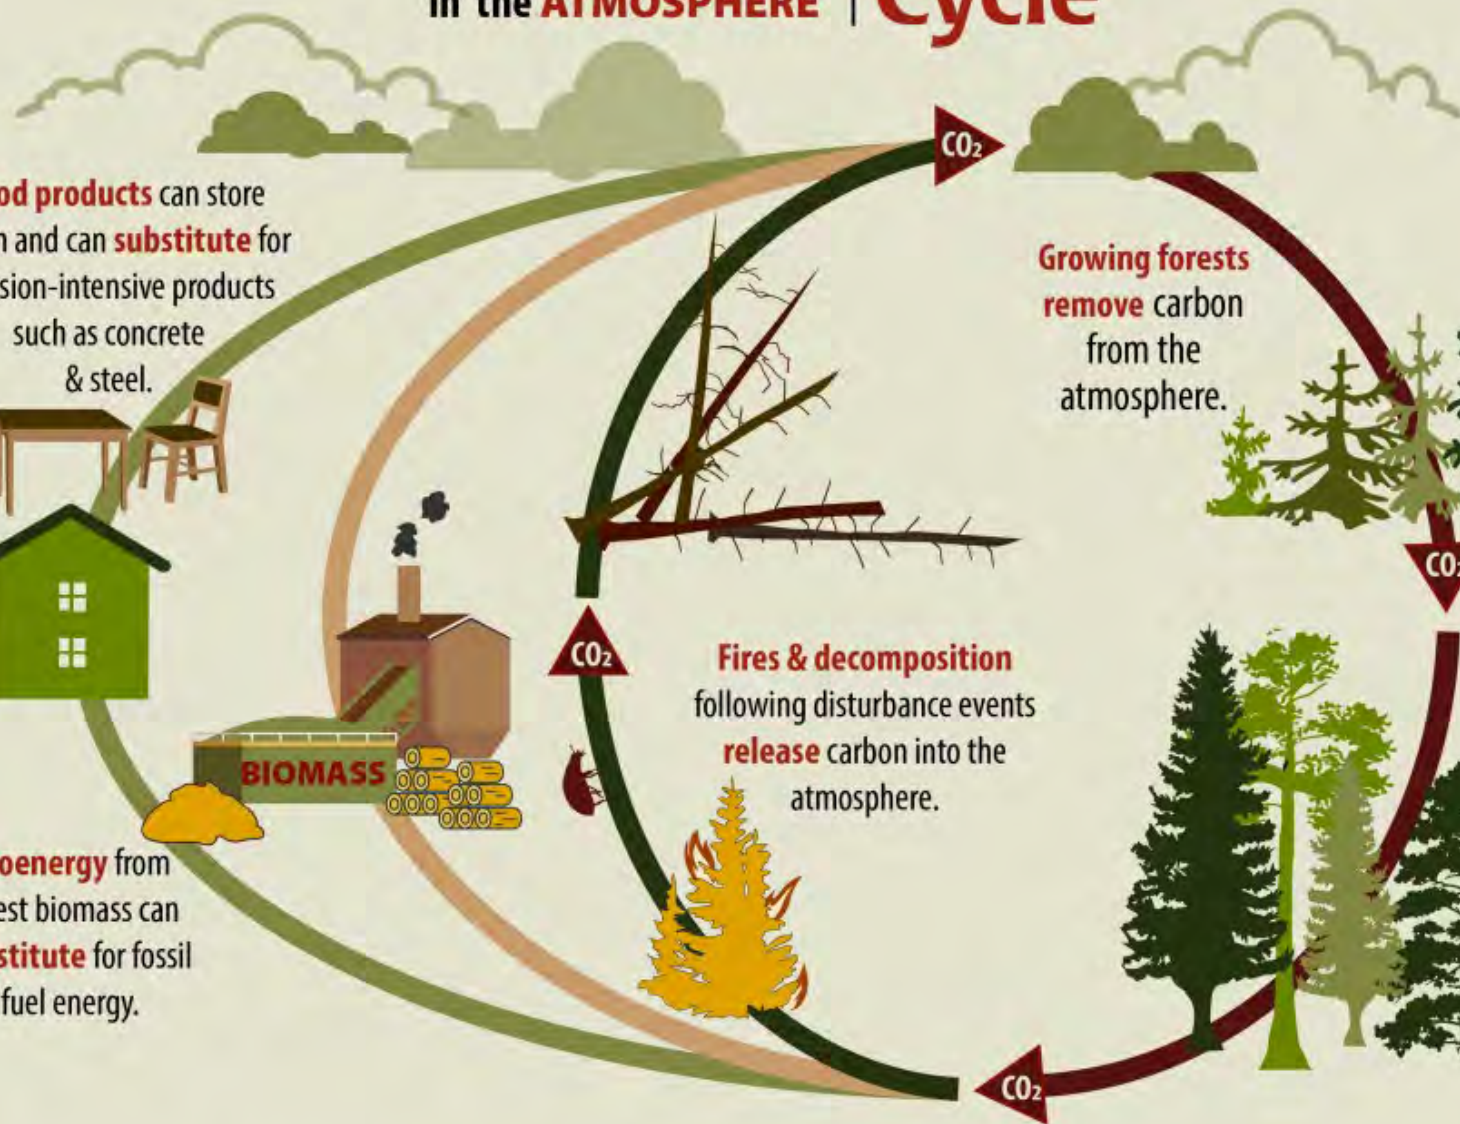 in the ATMOSPHERE | Cycle
CO₂
od products can store
n and can substitute for
sion-intensive products
such as concrete
& steel.
Growing forests
remove carbon
from the
atmosphere.
CO₂
CO₂
Fires & decomposition
following disturbance events
release carbon into the
atmosphere.
BIOMASS
oenergy from
est biomass can
stitute for fossil
fuel energy.
CO₂